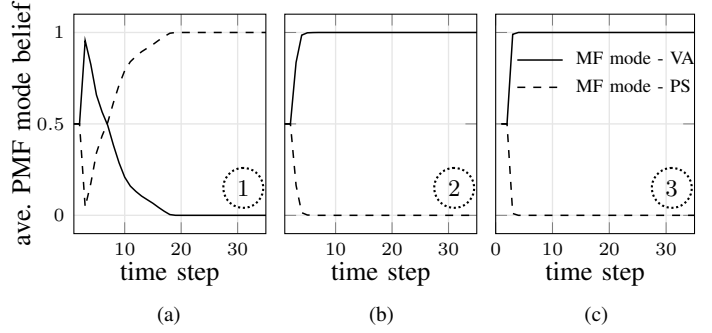 ave. PMF mode belief
1
0.5
0
10 20 30
time step
1
(a)
10 20 30
time step
2
(b)
MF mode - VA
MF mode - PS
0 10 20 30
time step
3
(c)